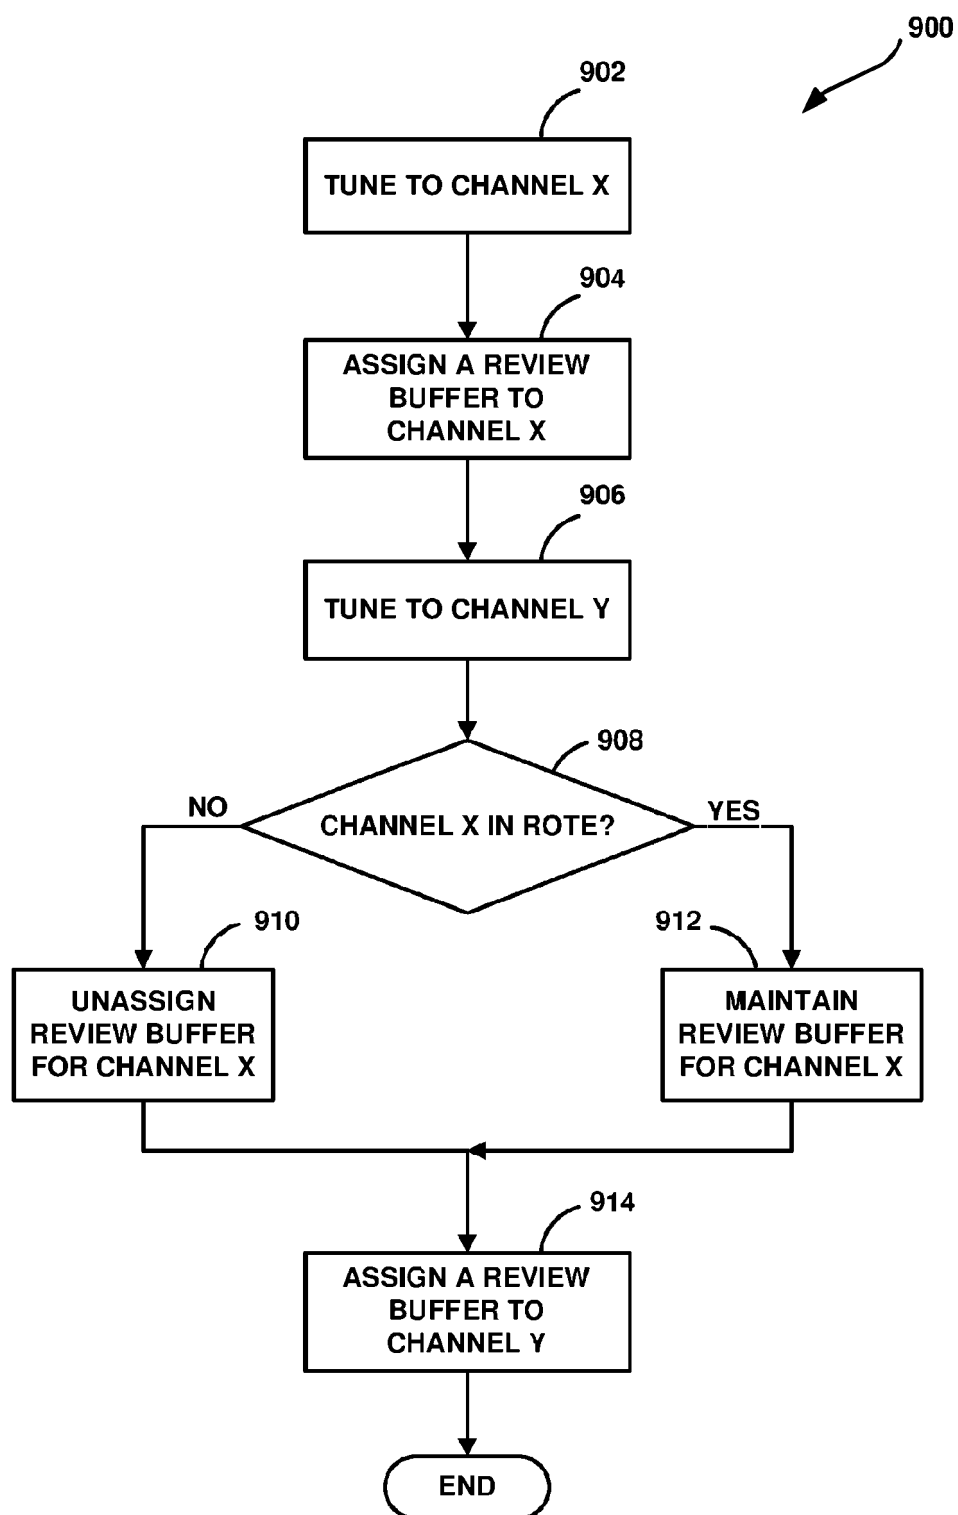 900
902
TUNE TO CHANNEL X
904
ASSIGN A REVIEW
BUFFER TO
CHANNEL X
906
TUNE TO CHANNEL Y
908
NO
CHANNEL X IN ROTE?
YES
910
912
UNASSIGN
REVIEW BUFFER
FOR CHANNEL X
MAINTAIN
REVIEW BUFFER
FOR CHANNEL X
914
ASSIGN A REVIEW
BUFFER TO
CHANNEL Y
END